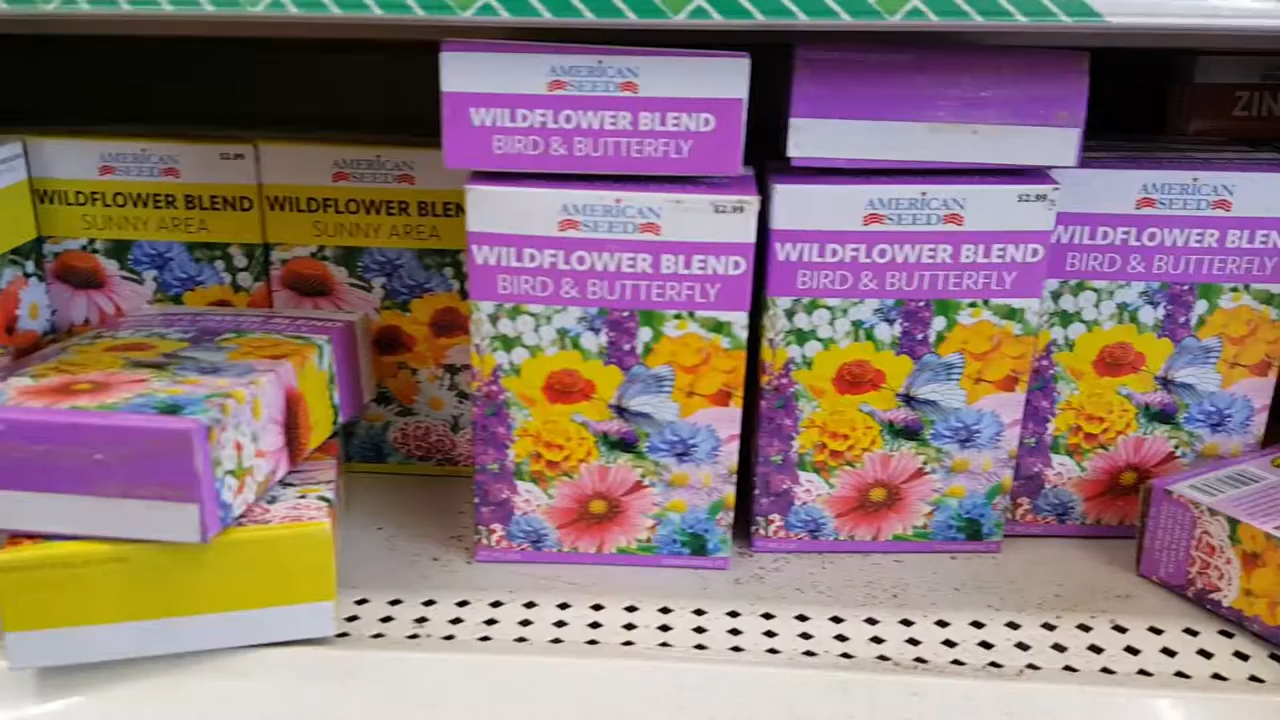 AMERICAN
SEED
WILDFLOWER BLEND
BIRD & BUTTERFLY
AMERICAN
SEED
$2.99
WILDFLOWER BLEND
SUNNY AREA
AMERICAN
SEED
WILDFLOWER BLEN
SUNNY AREA
AMERICAN
SEED
$2.99
WILDFLOWER BLEND
BIRD & BUTTERFLY
AMERICAN
SEED
$2.99
WILDFLOWER BLEND
BIRD & BUTTERFLY
AMERICAN
SEED
WILDFLOWER BLEN
BIRD & BUTTERFLY
ZIN